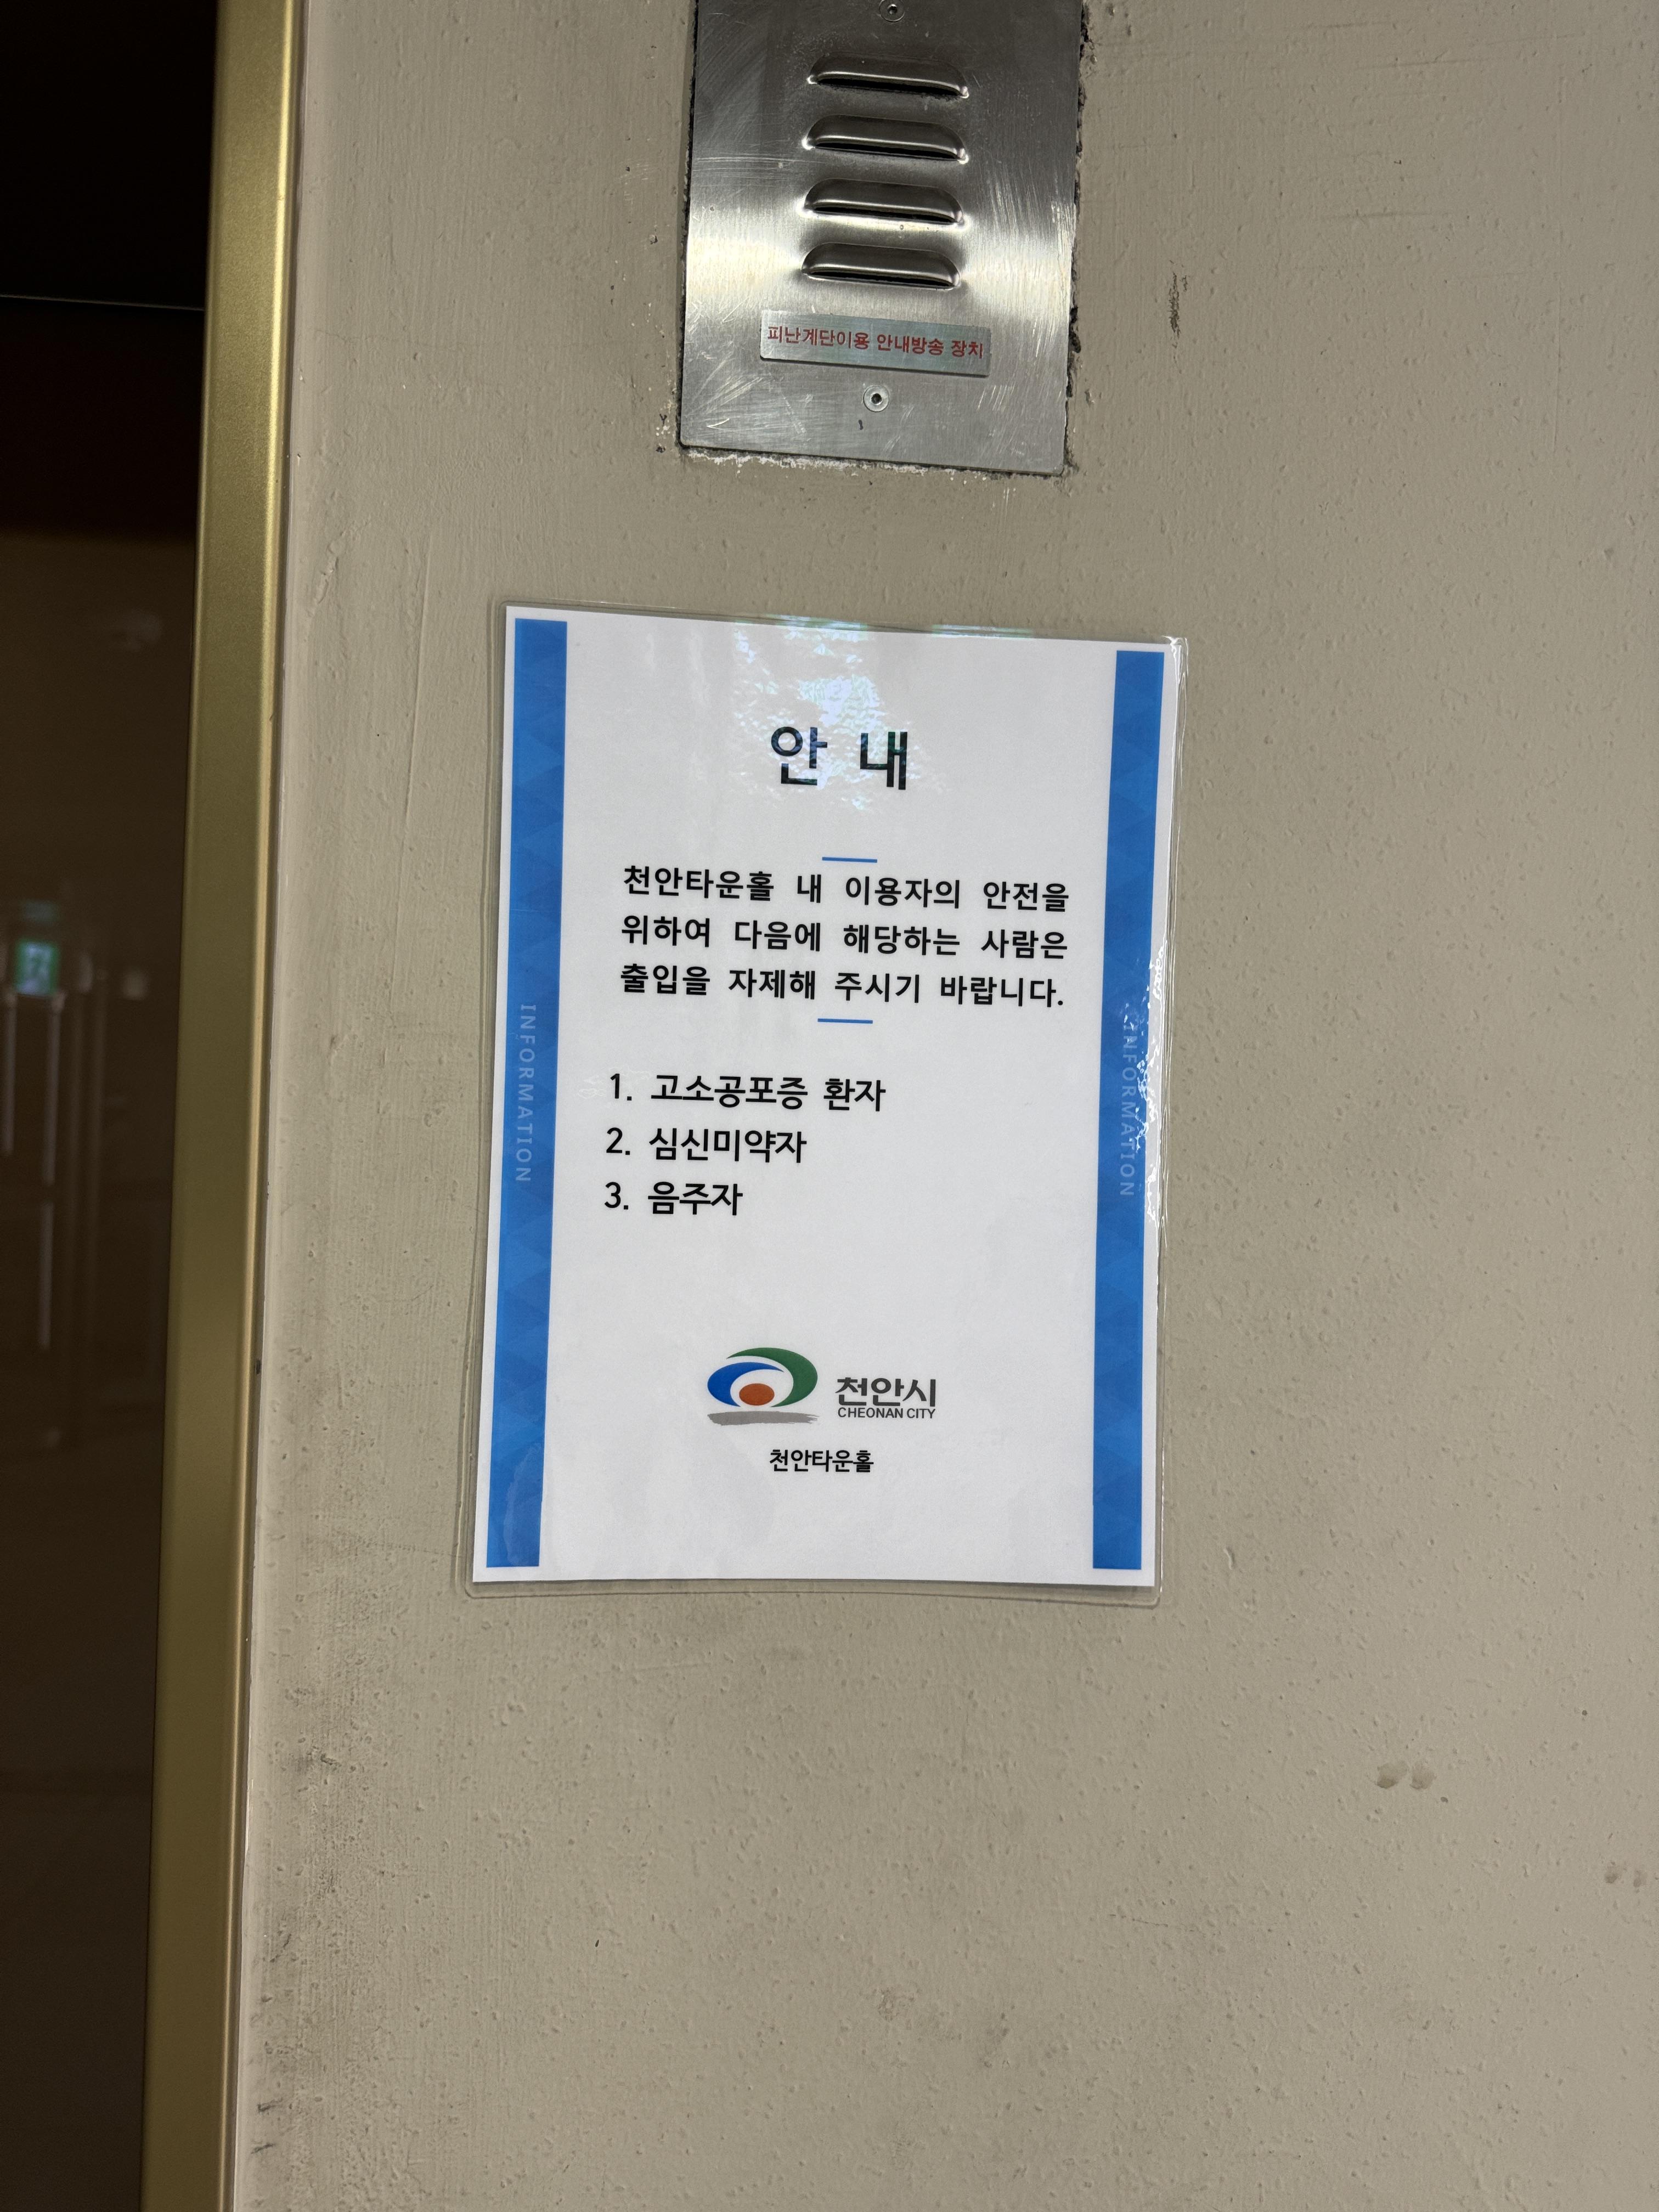 피난계단이용 안내방송 장치
안 내
천안타운홀 내 이용자의 안전을
위하여 다음에 해당하는 사람은
출입을 자제해 주시기 바랍니다.
INFORMATION
INFORMATION
1. 고소공포증 환자
2. 심신미약자
3. 음주자
천안시
CHEONAN CITY
천안타운홀